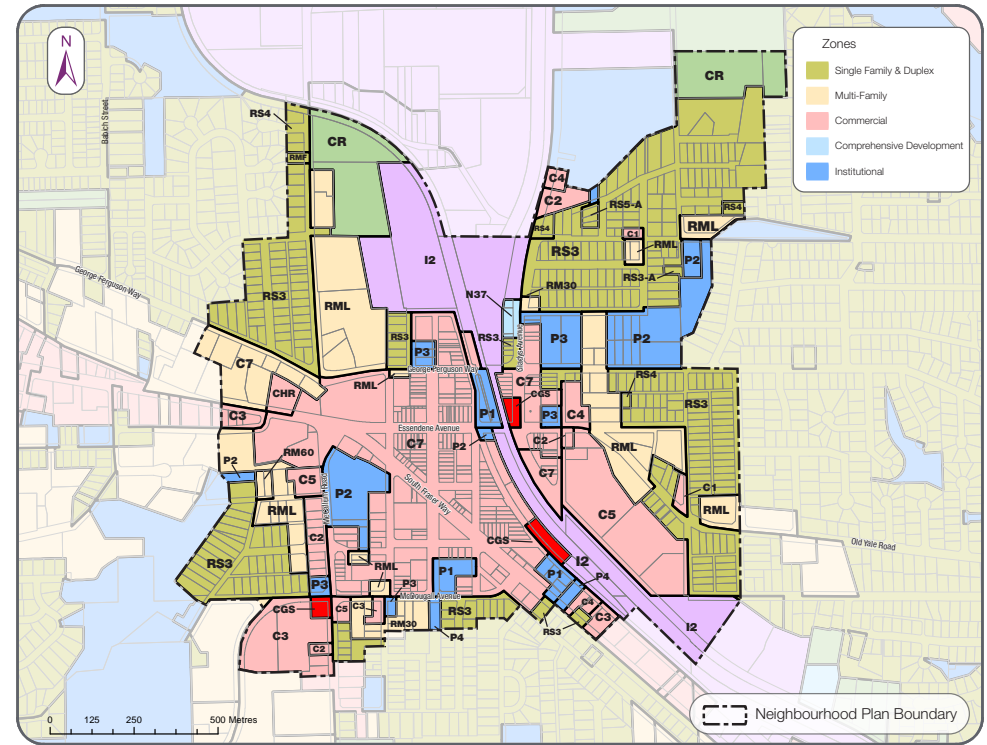 N
Zones
Single Family & Duplex
Multi-Family
Commercial
Comprehensive Development
Institutional
CR
Babich Street
RS4
CR
RMF
C4
C2
RS5-A
RS4
RS4
C1
RML
RML
RS3
I2
P2
RS3-A
George Ferguson Way
RM30
N37
RS3
RML
RS3
P3
RS3
Gladys Avenue
P3
P2
C7
George Ferguson Way
RML
C7
RS4
CHR
CGS
RS3
C3
P1
P3
C4
Essendene Avenue
C7
P2
C2
RML
RM60
P2
C5
C7
P2
McCallum Road
South Fraser Way
C1
RML
RML
C5
C2
CGS
Old Yale Road
RS3
I2
RML
P1
P1
P4
P3
P3
McDougall Avenue
CGS
C5
C3
RS3
C4
C3
RM30
C3
P4
RS3
I2
C2
0 125 250 500 Metres
Neighbourhood Plan Boundary